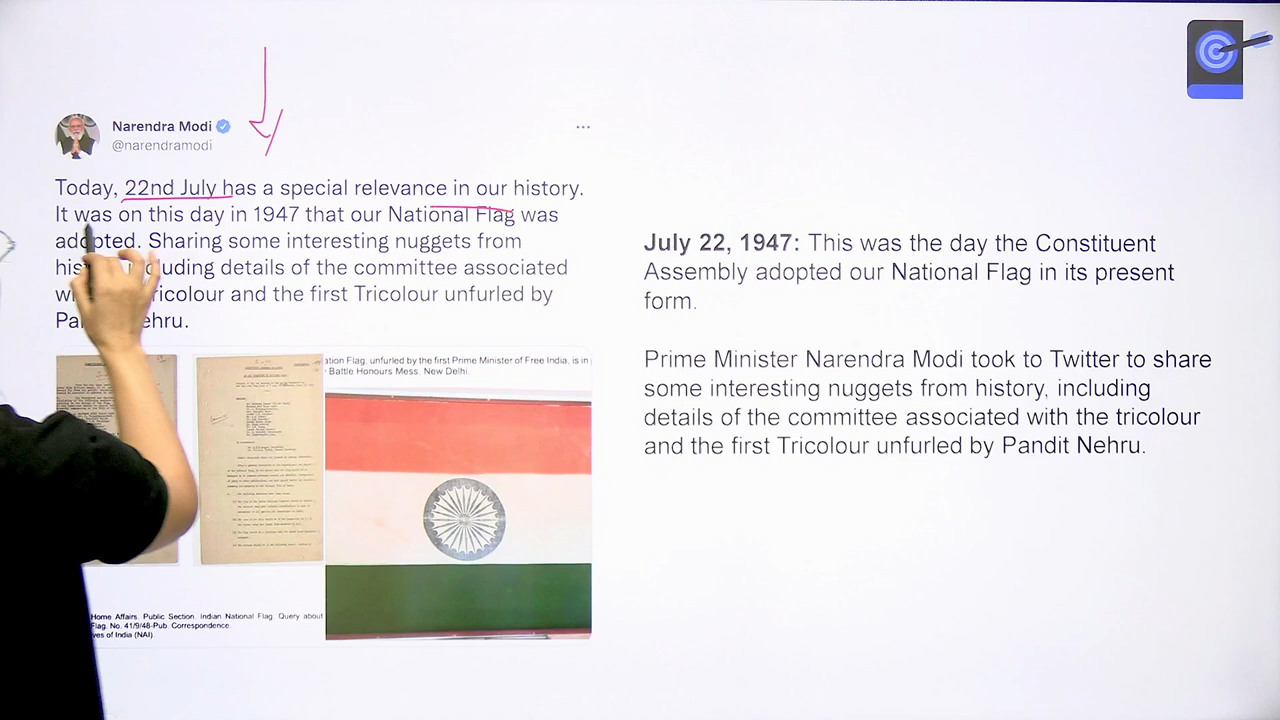 Narendra Modi
@narendramodi
Today, 22nd July has a special relevance in our history.
It was on this day in 1947 that our National Flag was
adopted. Sharing some interesting nuggets from
including details of the committee associated
Tricolour and the first Tricolour unfurled by
Nehru.
July 22, 1947: This was the day the Constituent
Assembly adopted our National Flag in its present
form.
Prime Minister Narendra Modi took to Twitter to share
some interesting nuggets from history, including
details of the committee associated with the tricolour
and the first Tricolour unfurled by Pandit Nehru.
ation Flag, unfurled by the first Prime Minister of Free India, is in
Battle Honours Mess. New Delhi.
Home Affairs. Public Section. Indian National Flag. Query about
Flag. No. 41/9/48-Pub. Correspondence.
ves of India (NAI)